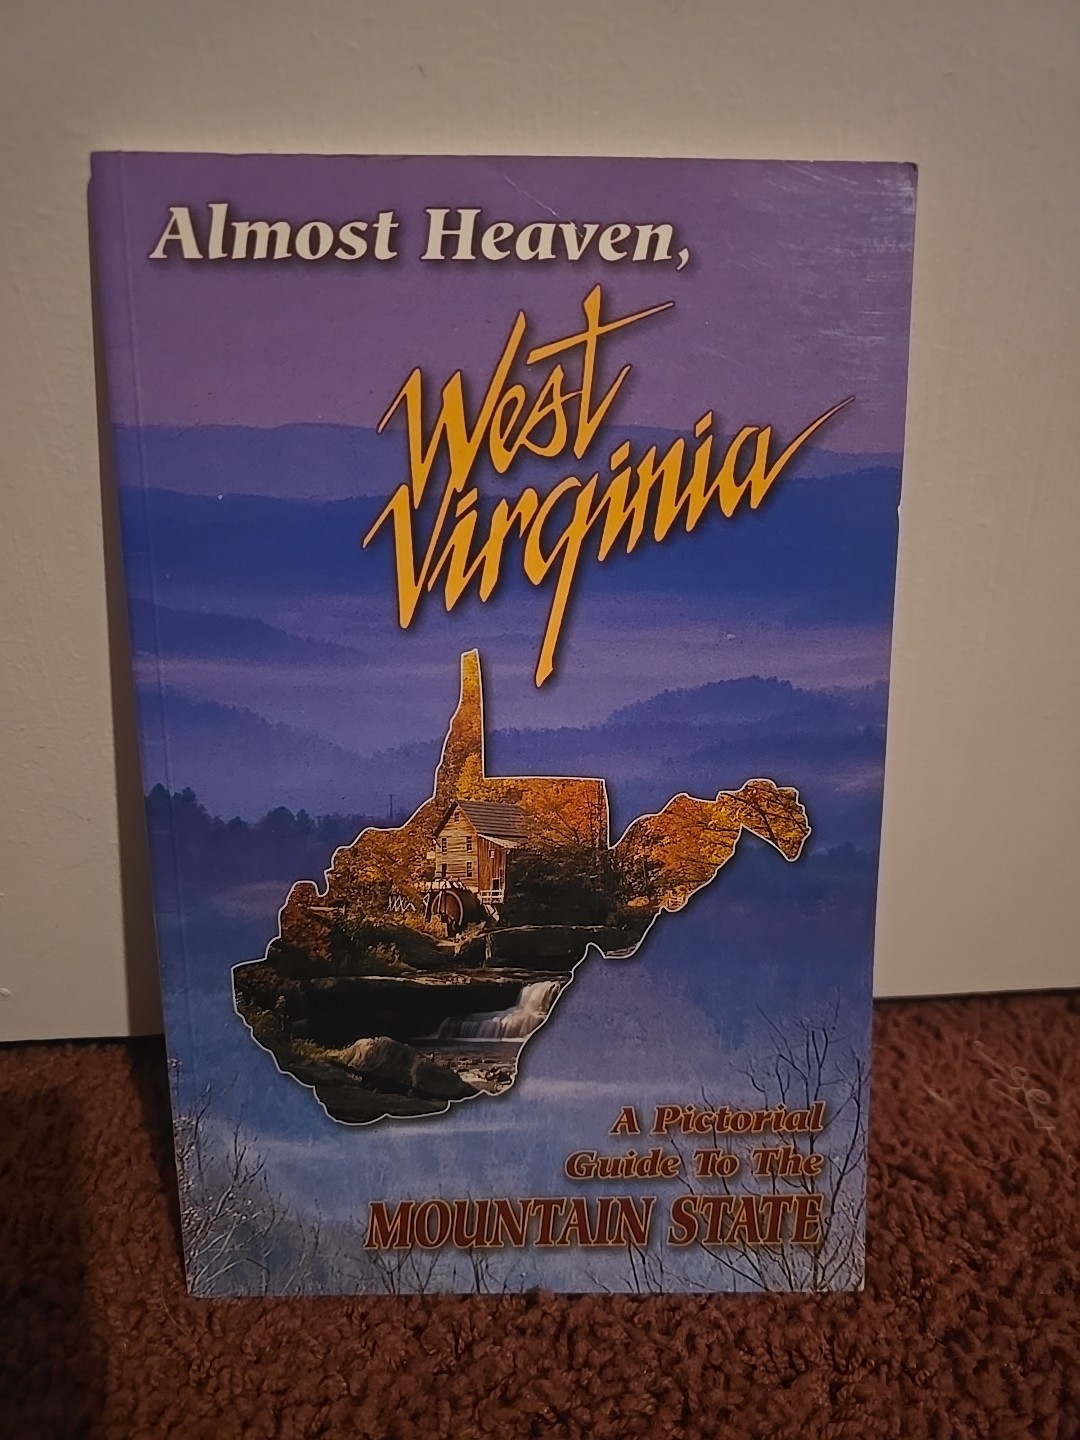 Almost Heaven,
West
Virginia
A Pictorial
Guide To The
MOUNTAIN STATE